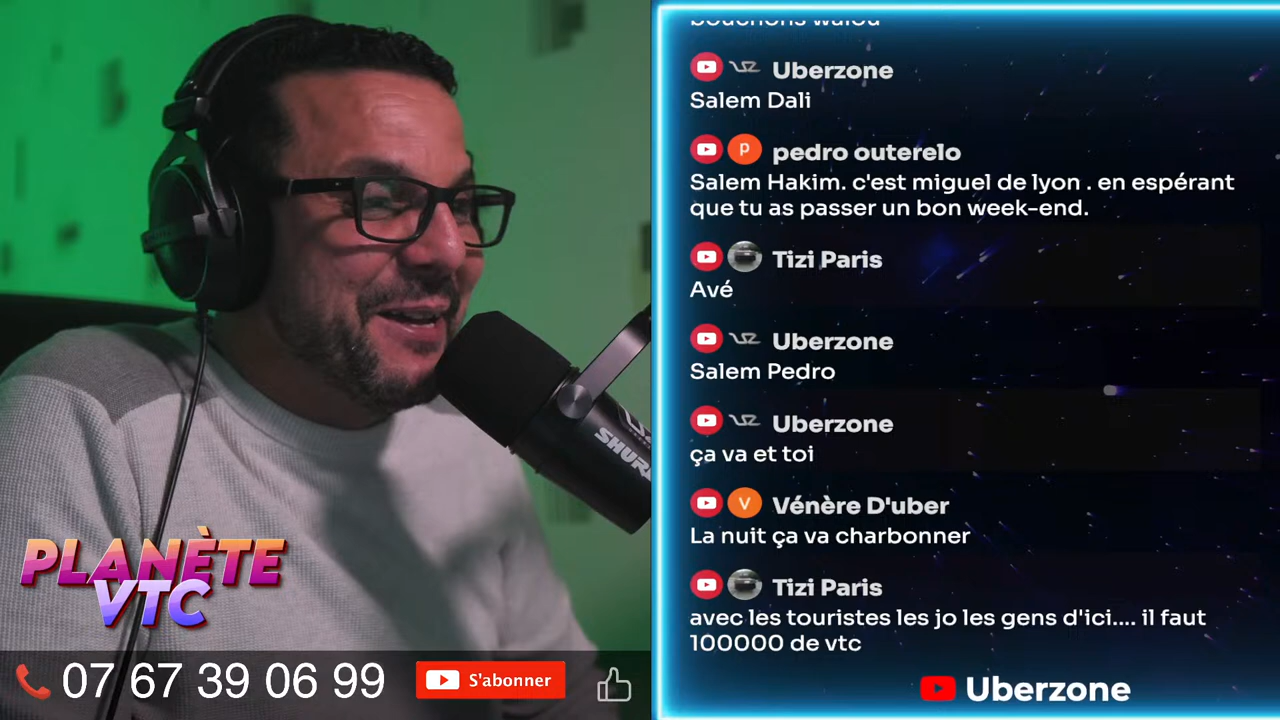 bouchons walou
Uberzone
Salem Dali
P pedro outerelo
Salem Hakim. c'est miguel de lyon . en espérant
que tu as passer un bon week-end.
Tizi Paris
Avé
Uberzone
Salem Pedro
Uberzone
ça va et toi
V Vénère D'uber
La nuit ça va charbonner
Tizi Paris
avec les touristes les jo les gens d'ici.... il faut
100000 de vtc
Uberzone
SHUR
PLANÈTE
VTC
07 67 39 06 99
S'abonner